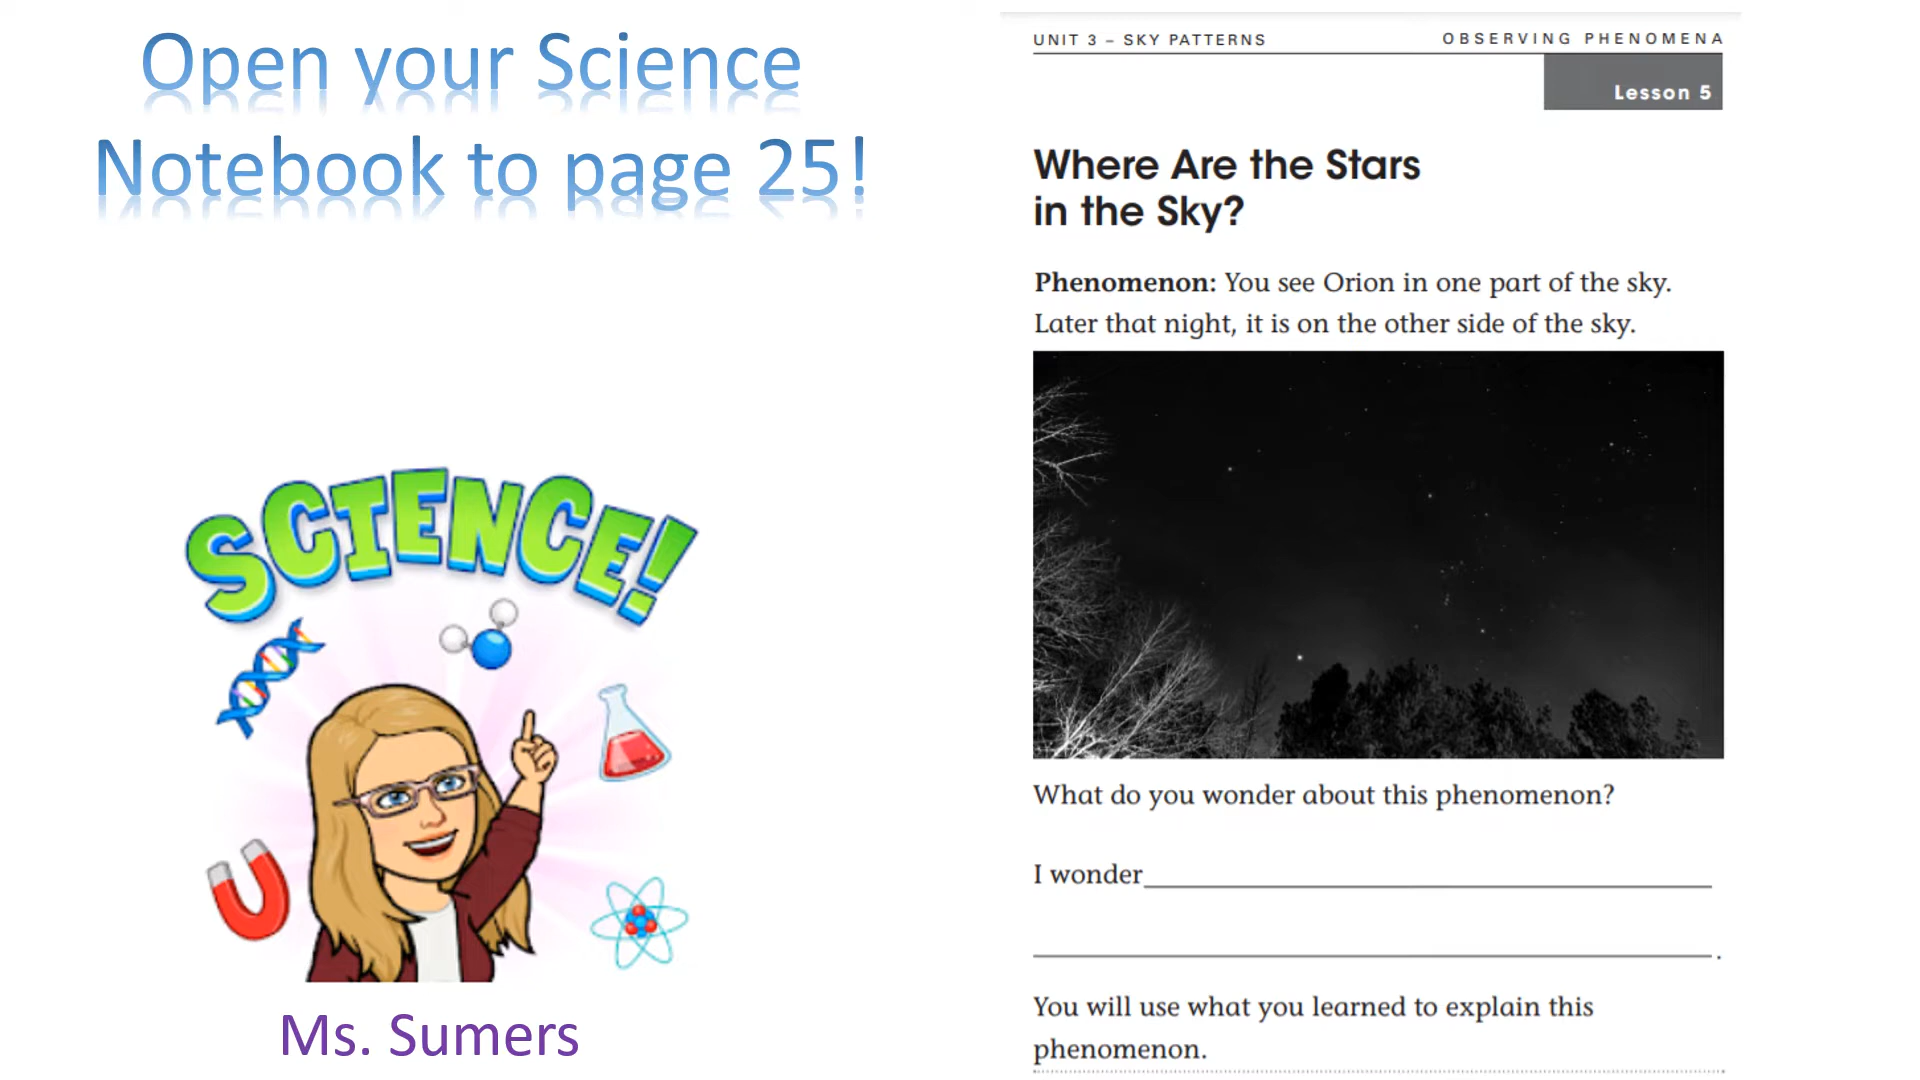 Open your Science
Notebook to page 25!
SCIENCE!
Ms. Sumers
UNIT 3 – SKY PATTERNS
OBSERVING PHENOMENA
Lesson 5
Where Are the Stars
in the Sky?
Phenomenon: You see Orion in one part of the sky.
Later that night, it is on the other side of the sky.
What do you wonder about this phenomenon?
I wonder
.
You will use what you learned to explain this
phenomenon.